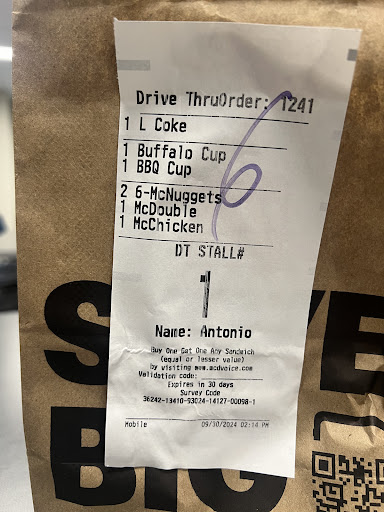 Drive ThruOrder: 1241
1 L Coke
1 Buffalo Cup
1 BBQ Cup
2 6-McNuggets
1 McDouble
1 McChicken
6
DT STALL#
Name: Antonio
Buy One Get One Any Sandwich
(equal or lesser value)
by visiting www.mcdvoice.com
Validation code: ____________
Expires in 30 days
Survey Code
36242-13410-93024-14127-00098-1
Mobile 09/30/2024 02:14 PM
BIG